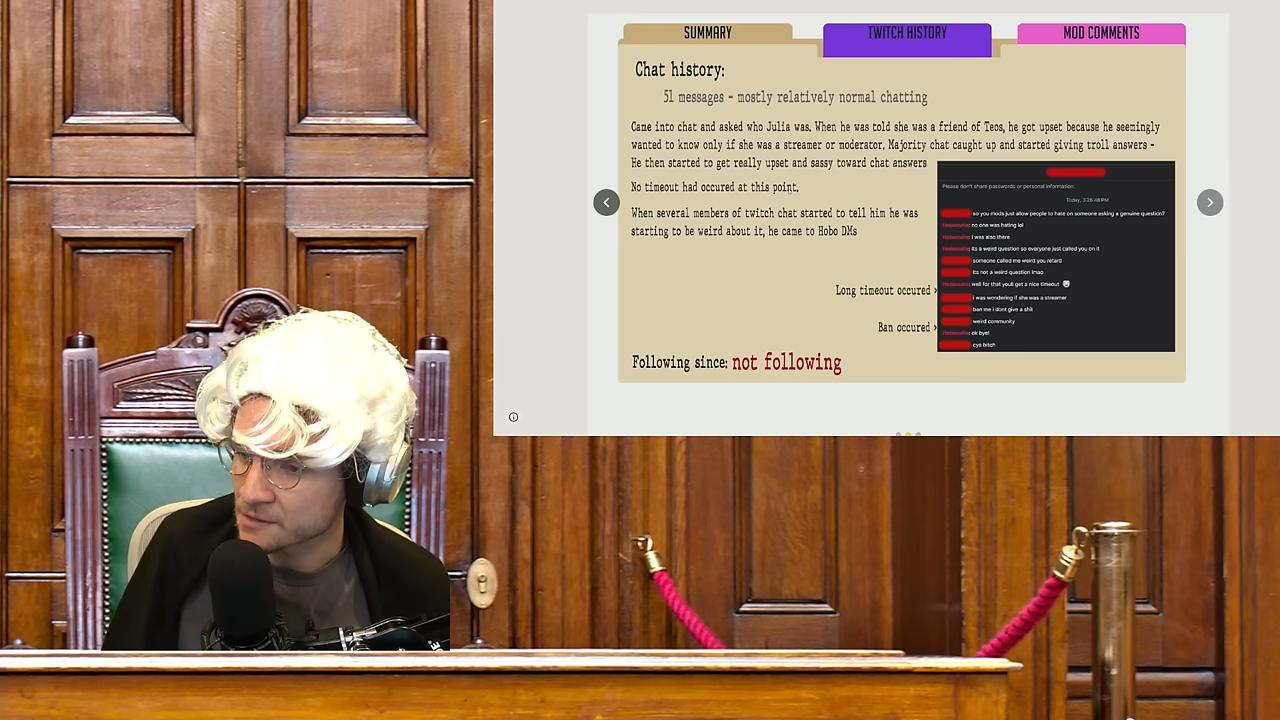 SUMMARY
TWITCH HISTORY
MOD COMMENTS
Chat history:
51 messages - mostly relatively normal chatting
Came into chat and asked who Julia was. When he was told she was a friend of Teos, he got upset because he seemingly
wanted to know only if she was a streamer or moderator. Majority chat caught up and started giving troll answers -
He then started to get really upset and sassy toward chat answers
No timeout had occured at this point.
When several members of twitch chat started to tell him he was
starting to be weird about it, he came to Hobo DMs
Long timeout occured >
Ban occured >
Following since: not following
Please don't share passwords or personal information.
Today, 3:26:48 PM
so you mods just allow people to hate on someone asking a genuine question?
no one was hating lol
i was also there
its a weird question so everyone just called you on it
someone called me weird you retard
its not a weird question lmao
well for that youll get a nice timeout
i was wondering if she was a streamer
ban me i dont give a shit
weird community
ok bye!
cya bitch